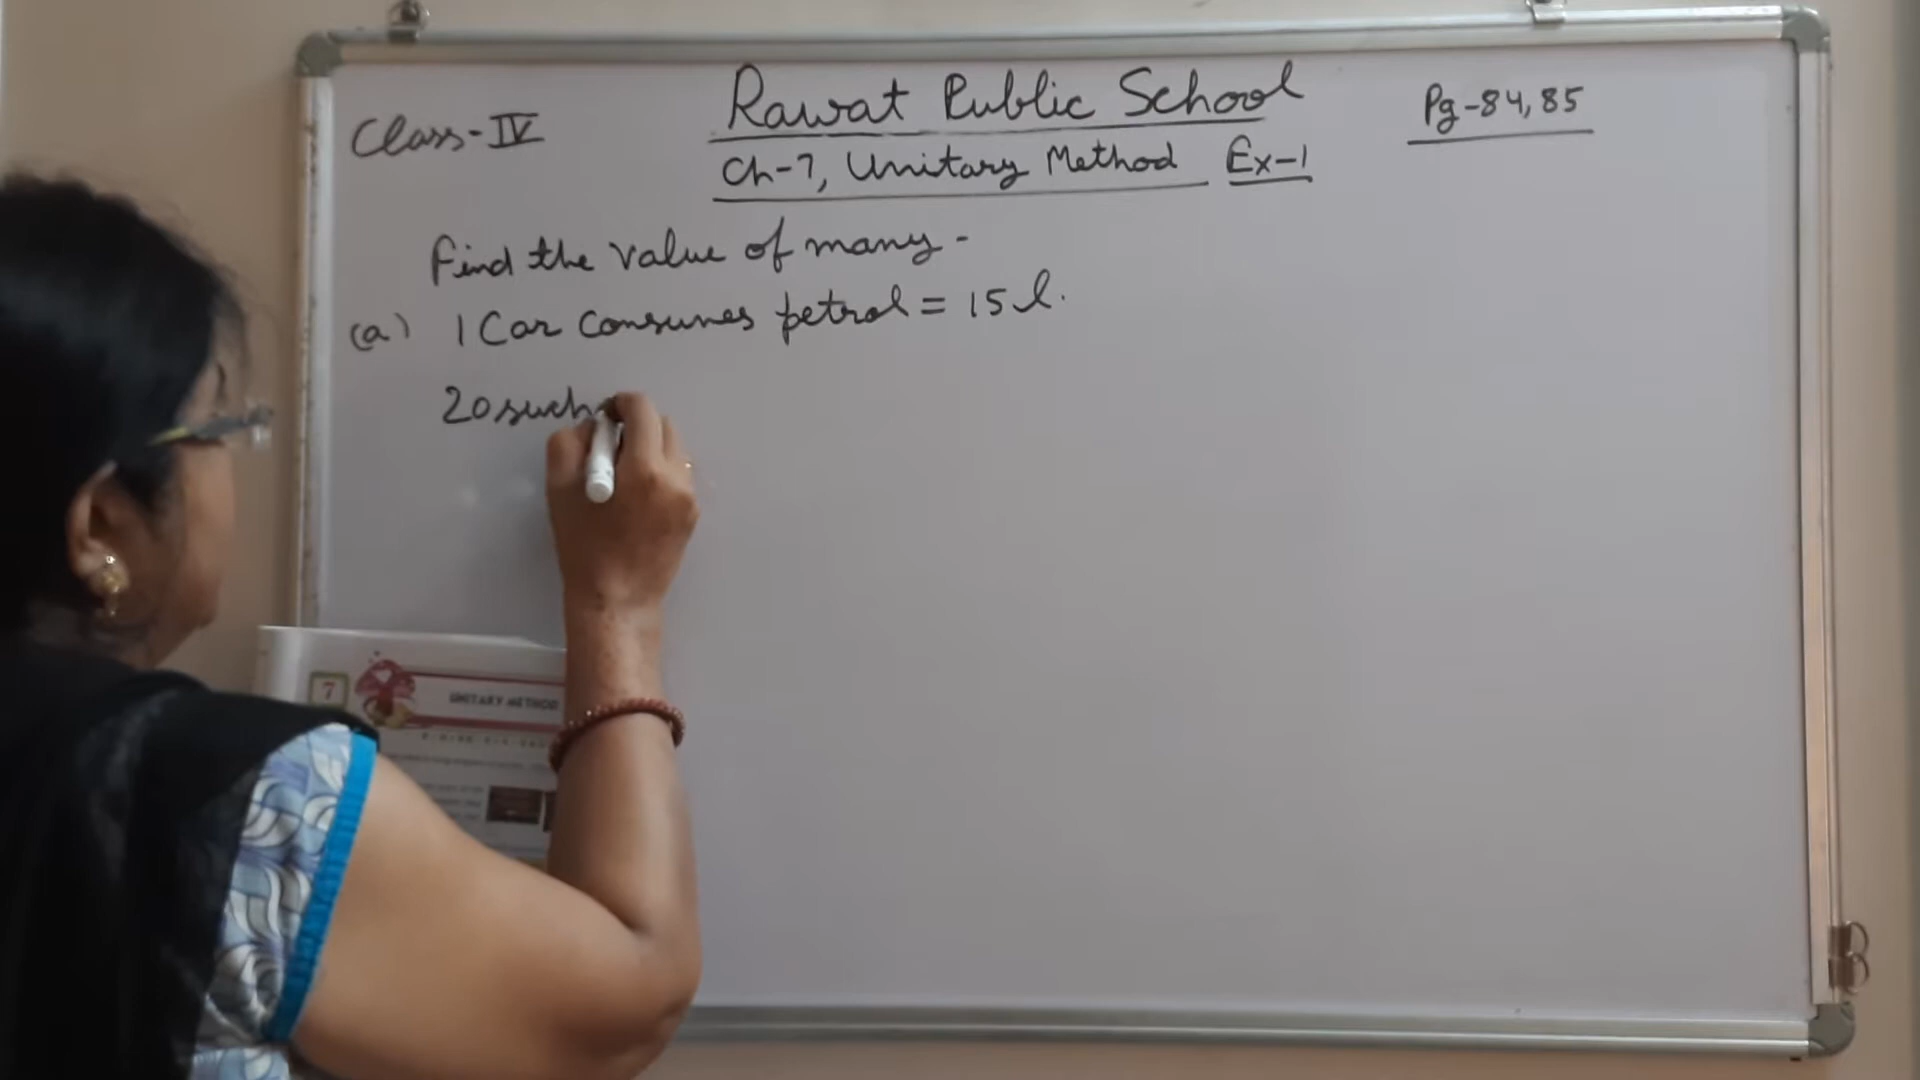 Rawat Public School
Class-IV
Pg-84,85
Ch-7, Unitary Method Ex-1
Find the value of many-
(a) 1 Car consumes petrol = 15 l.
20 such
7
UNITARY METHOD